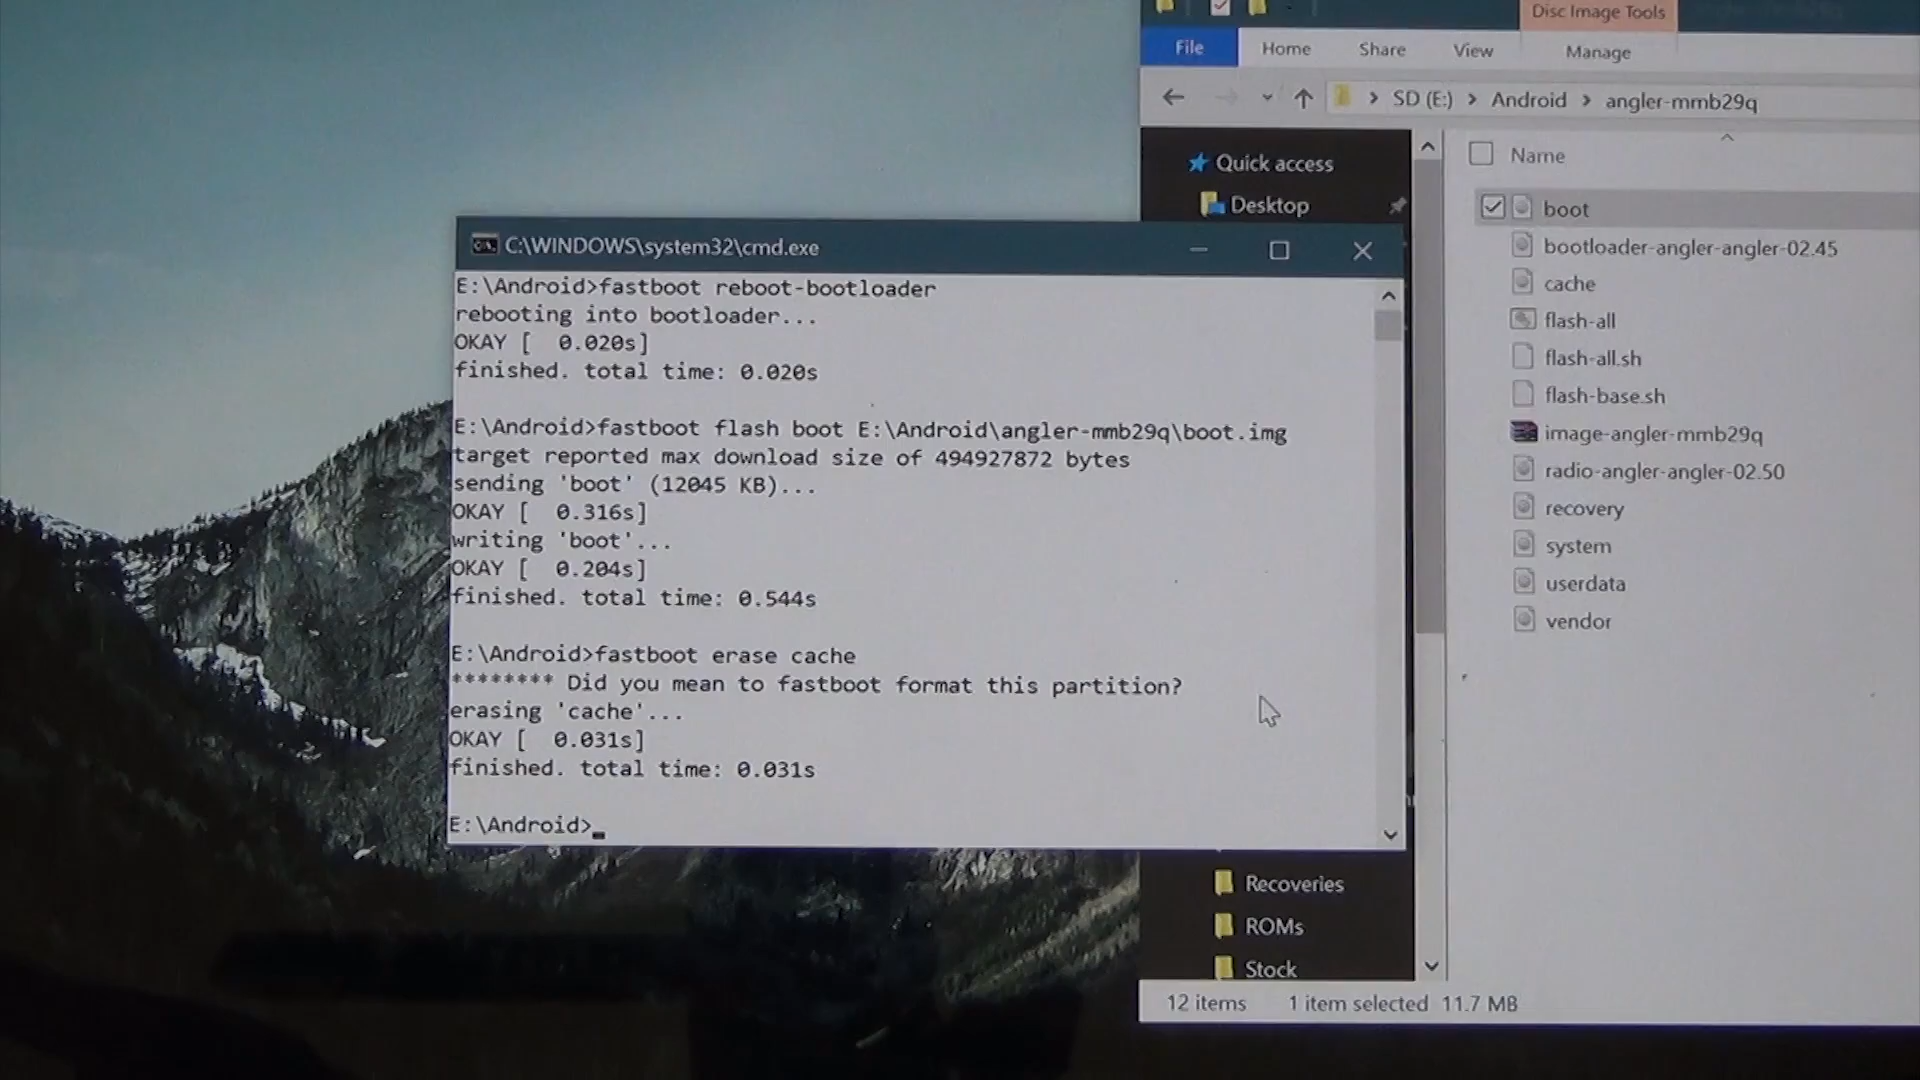 Disc Image Tools
File Home Share View Manage
SD (E:) > Android > angler-mmb29q
Quick access
Desktop
Name
boot
bootloader-angler-angler-02.45
cache
flash-all
flash-all.sh
flash-base.sh
image-angler-mmb29q
radio-angler-angler-02.50
recovery
system
userdata
vendor
C:\WINDOWS\system32\cmd.exe
E:\Android>fastboot reboot-bootloader
rebooting into bootloader...
OKAY [  0.020s]
finished. total time: 0.020s
E:\Android>fastboot flash boot E:\Android\angler-mmb29q\boot.img
target reported max download size of 494927872 bytes
sending 'boot' (12045 KB)...
OKAY [  0.316s]
writing 'boot'...
OKAY [  0.204s]
finished. total time: 0.544s
E:\Android>fastboot erase cache
******** Did you mean to fastboot format this partition?
erasing 'cache'...
OKAY [  0.031s]
finished. total time: 0.031s
E:\Android>_
Recoveries
ROMs
Stock
12 items 1 item selected 11.7 MB